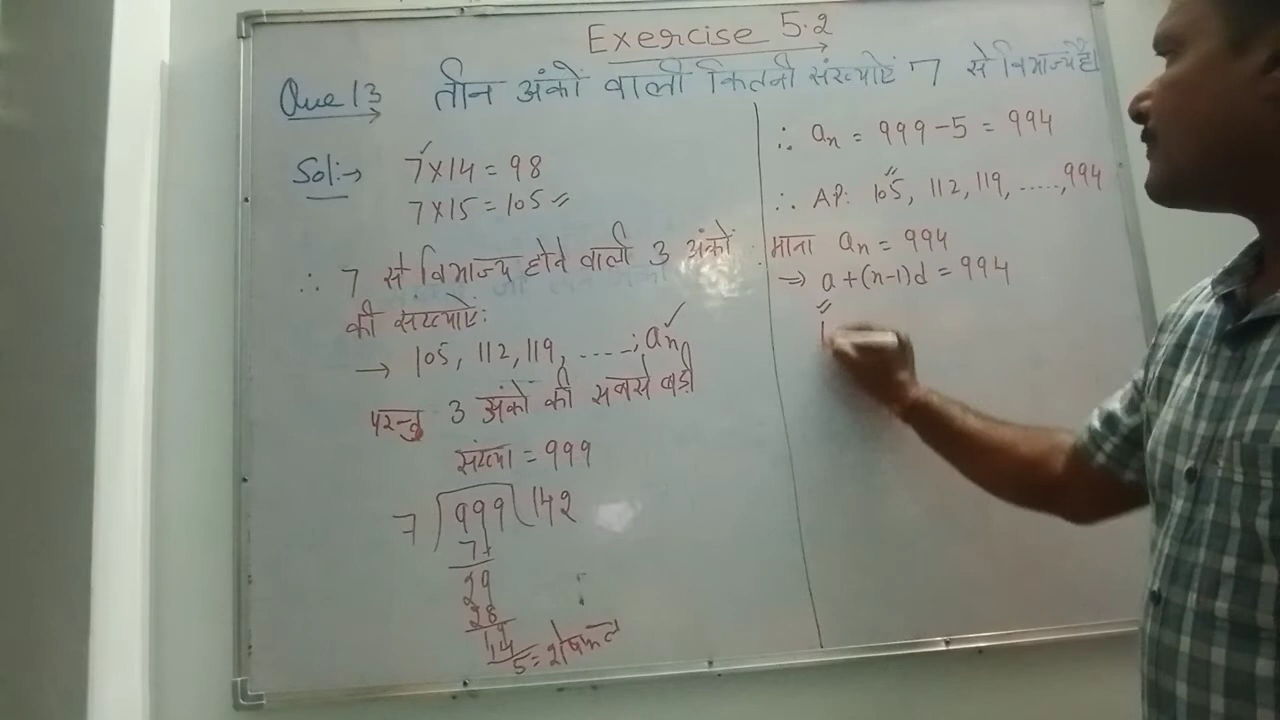 Exercise 5.2
Que 13 तीन अंकों वाली कितनी संख्याएं 7 से विभाज्य हैं।
Sol:→ 7×14=98
7×15=105
∴ 7 से विभाज्य होने वाली 3 अंकों
की संख्याएं:
→ 105, 112, 119, ....., an
परन्तु 3 अंकों की सबसे बड़ी
संख्या = 999
7 999 142
7
29
28
19
14
5=शेषफल
∴ an = 999-5 = 994
∴ AP: 105, 112, 119, ....., 994
माना an = 994
→ a+(n-1)d = 994
1